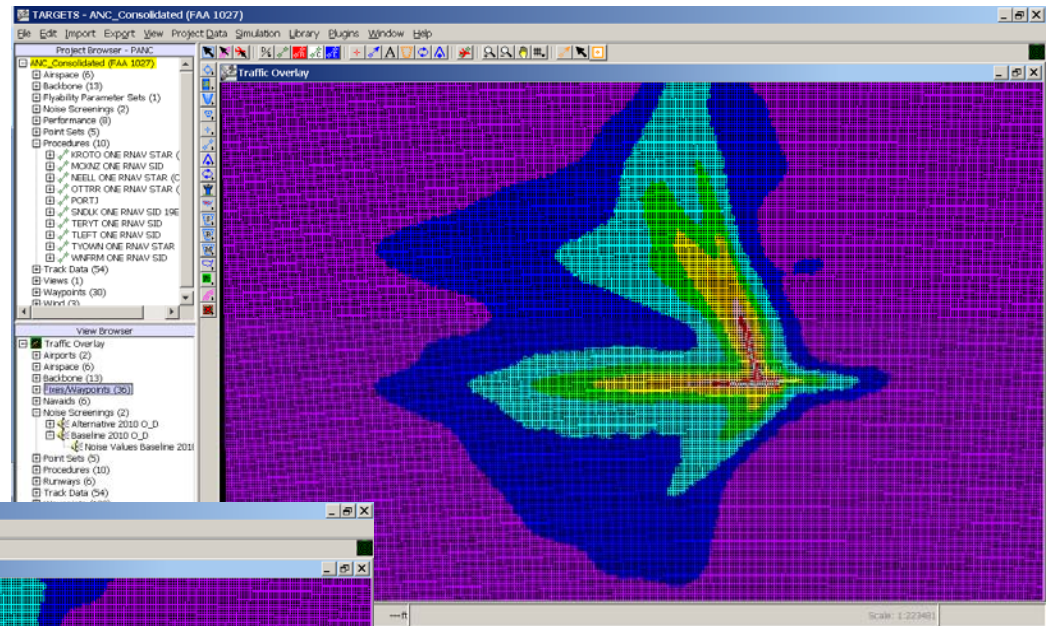 TARGETS - ANC_Consolidated (FAA 1027)
File Edit Import Export View Project Data Simulation Library Plugins Window Help
Project Browser - PANC
ANC_Consolidated (FAA 1027)
Airspace (6)
Backbone (13)
Flyability Parameter Sets (1)
Noise Screenings (2)
Performance (8)
Point Sets (5)
Procedures (10)
KROTO ONE RNAV STAR (
MCKNZ ONE RNAV SID
NEELL ONE RNAV STAR (C
OTTRR ONE RNAV STAR (
PORTJ
SNDLK ONE RNAV SID 19E
TERYT ONE RNAV SID
TLEFT ONE RNAV SID
TYOWN ONE RNAV STAR
WNFRM ONE RNAV SID
Track Data (54)
Views (1)
Waypoints (30)
Wind (3)
Traffic Overlay
View Browser
Traffic Overlay
Airports (2)
Airspace (6)
Backbone (13)
Fixes/Waypoints (36)
Navaids (6)
Noise Screenings (2)
Alternative 2010 O_D
Baseline 2010 O_D
Noise Values Baseline 201
Point Sets (5)
Procedures (10)
Runways (6)
Track Data (54)
---ft
Scale: 1:223481